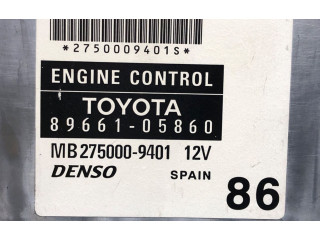 *2750009401S*
ENGINE CONTROL
TOYOTA
89661-05860
MB275000-9401 12V
DENSO SPAIN 86